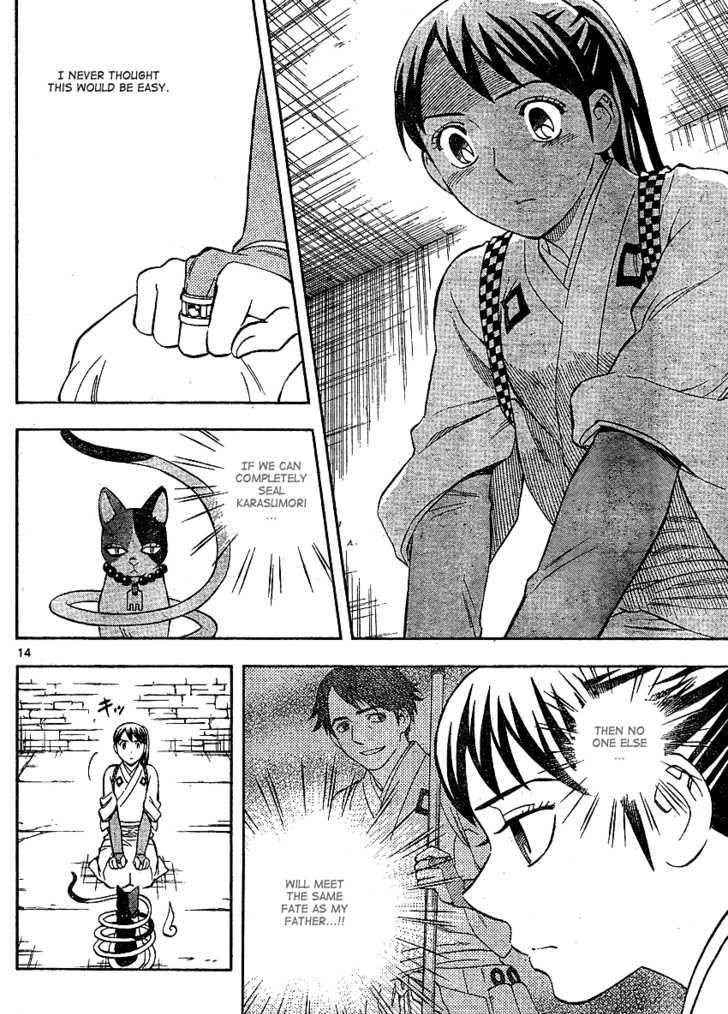 I NEVER THOUGHT
THIS WOULD BE EASY.
IF WE CAN
COMPLETELY
SEAL
KARASUMORI
...
14
キッ
THEN NO
ONE ELSE
...
WILL MEET
THE SAME
FATE AS MY
FATHER...!!